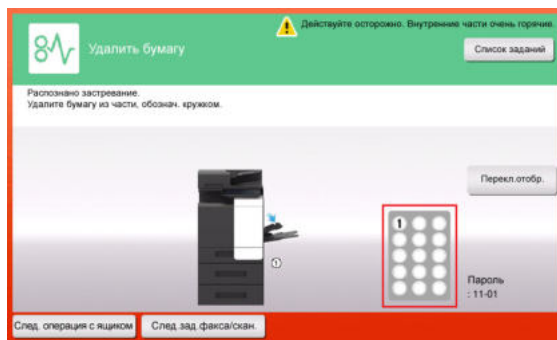 Действуйте осторожно. Внутренние части очень горячие.
Удалить бумагу
Список заданий
Распознано застревание.
Удалите бумагу из части, обознач. кружком.
Перекл.отобр.
1
1
Пароль
: 11-01
След. операция с ящиком
След.зад.факса/скан.